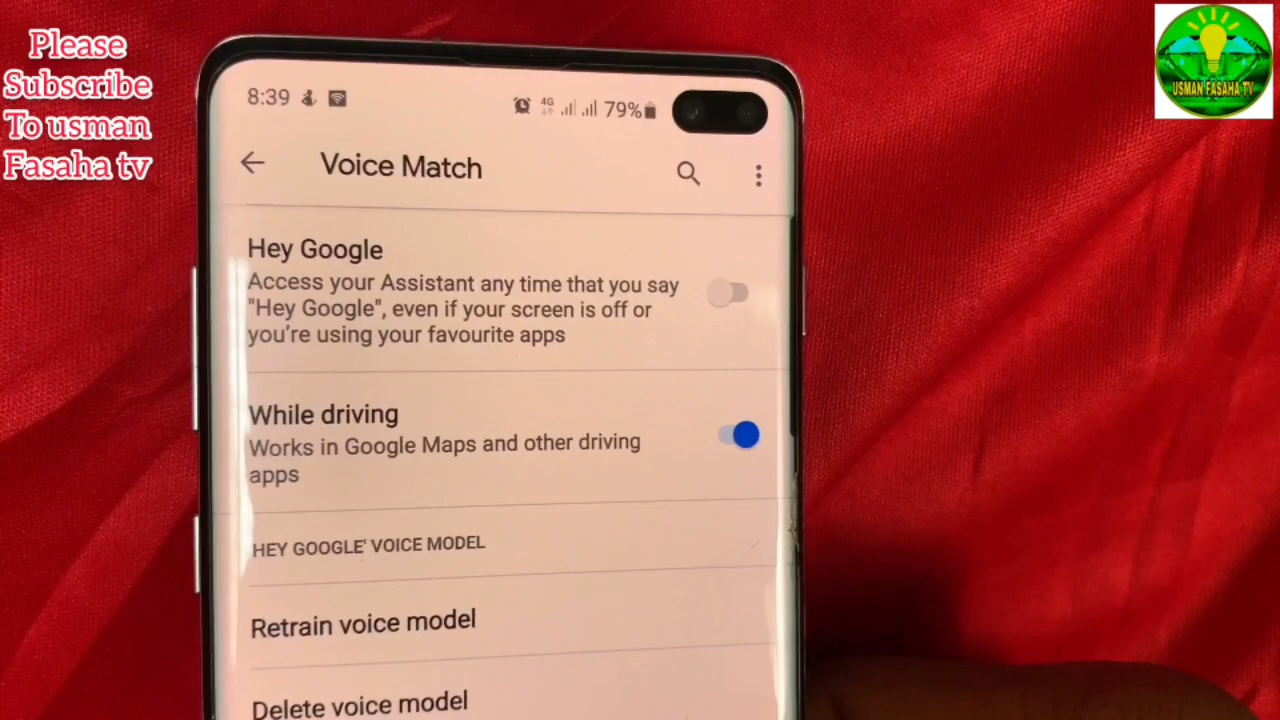 Please
Subscribe
To usman
Fasaha tv
USMAN FASAHA TV
8:39
4G
79%
Voice Match
Hey Google
Access your Assistant any time that you say
"Hey Google", even if your screen is off or
you're using your favourite apps
While driving
Works in Google Maps and other driving
apps
HEY GOOGLE' VOICE MODEL
Retrain voice model
Delete voice model